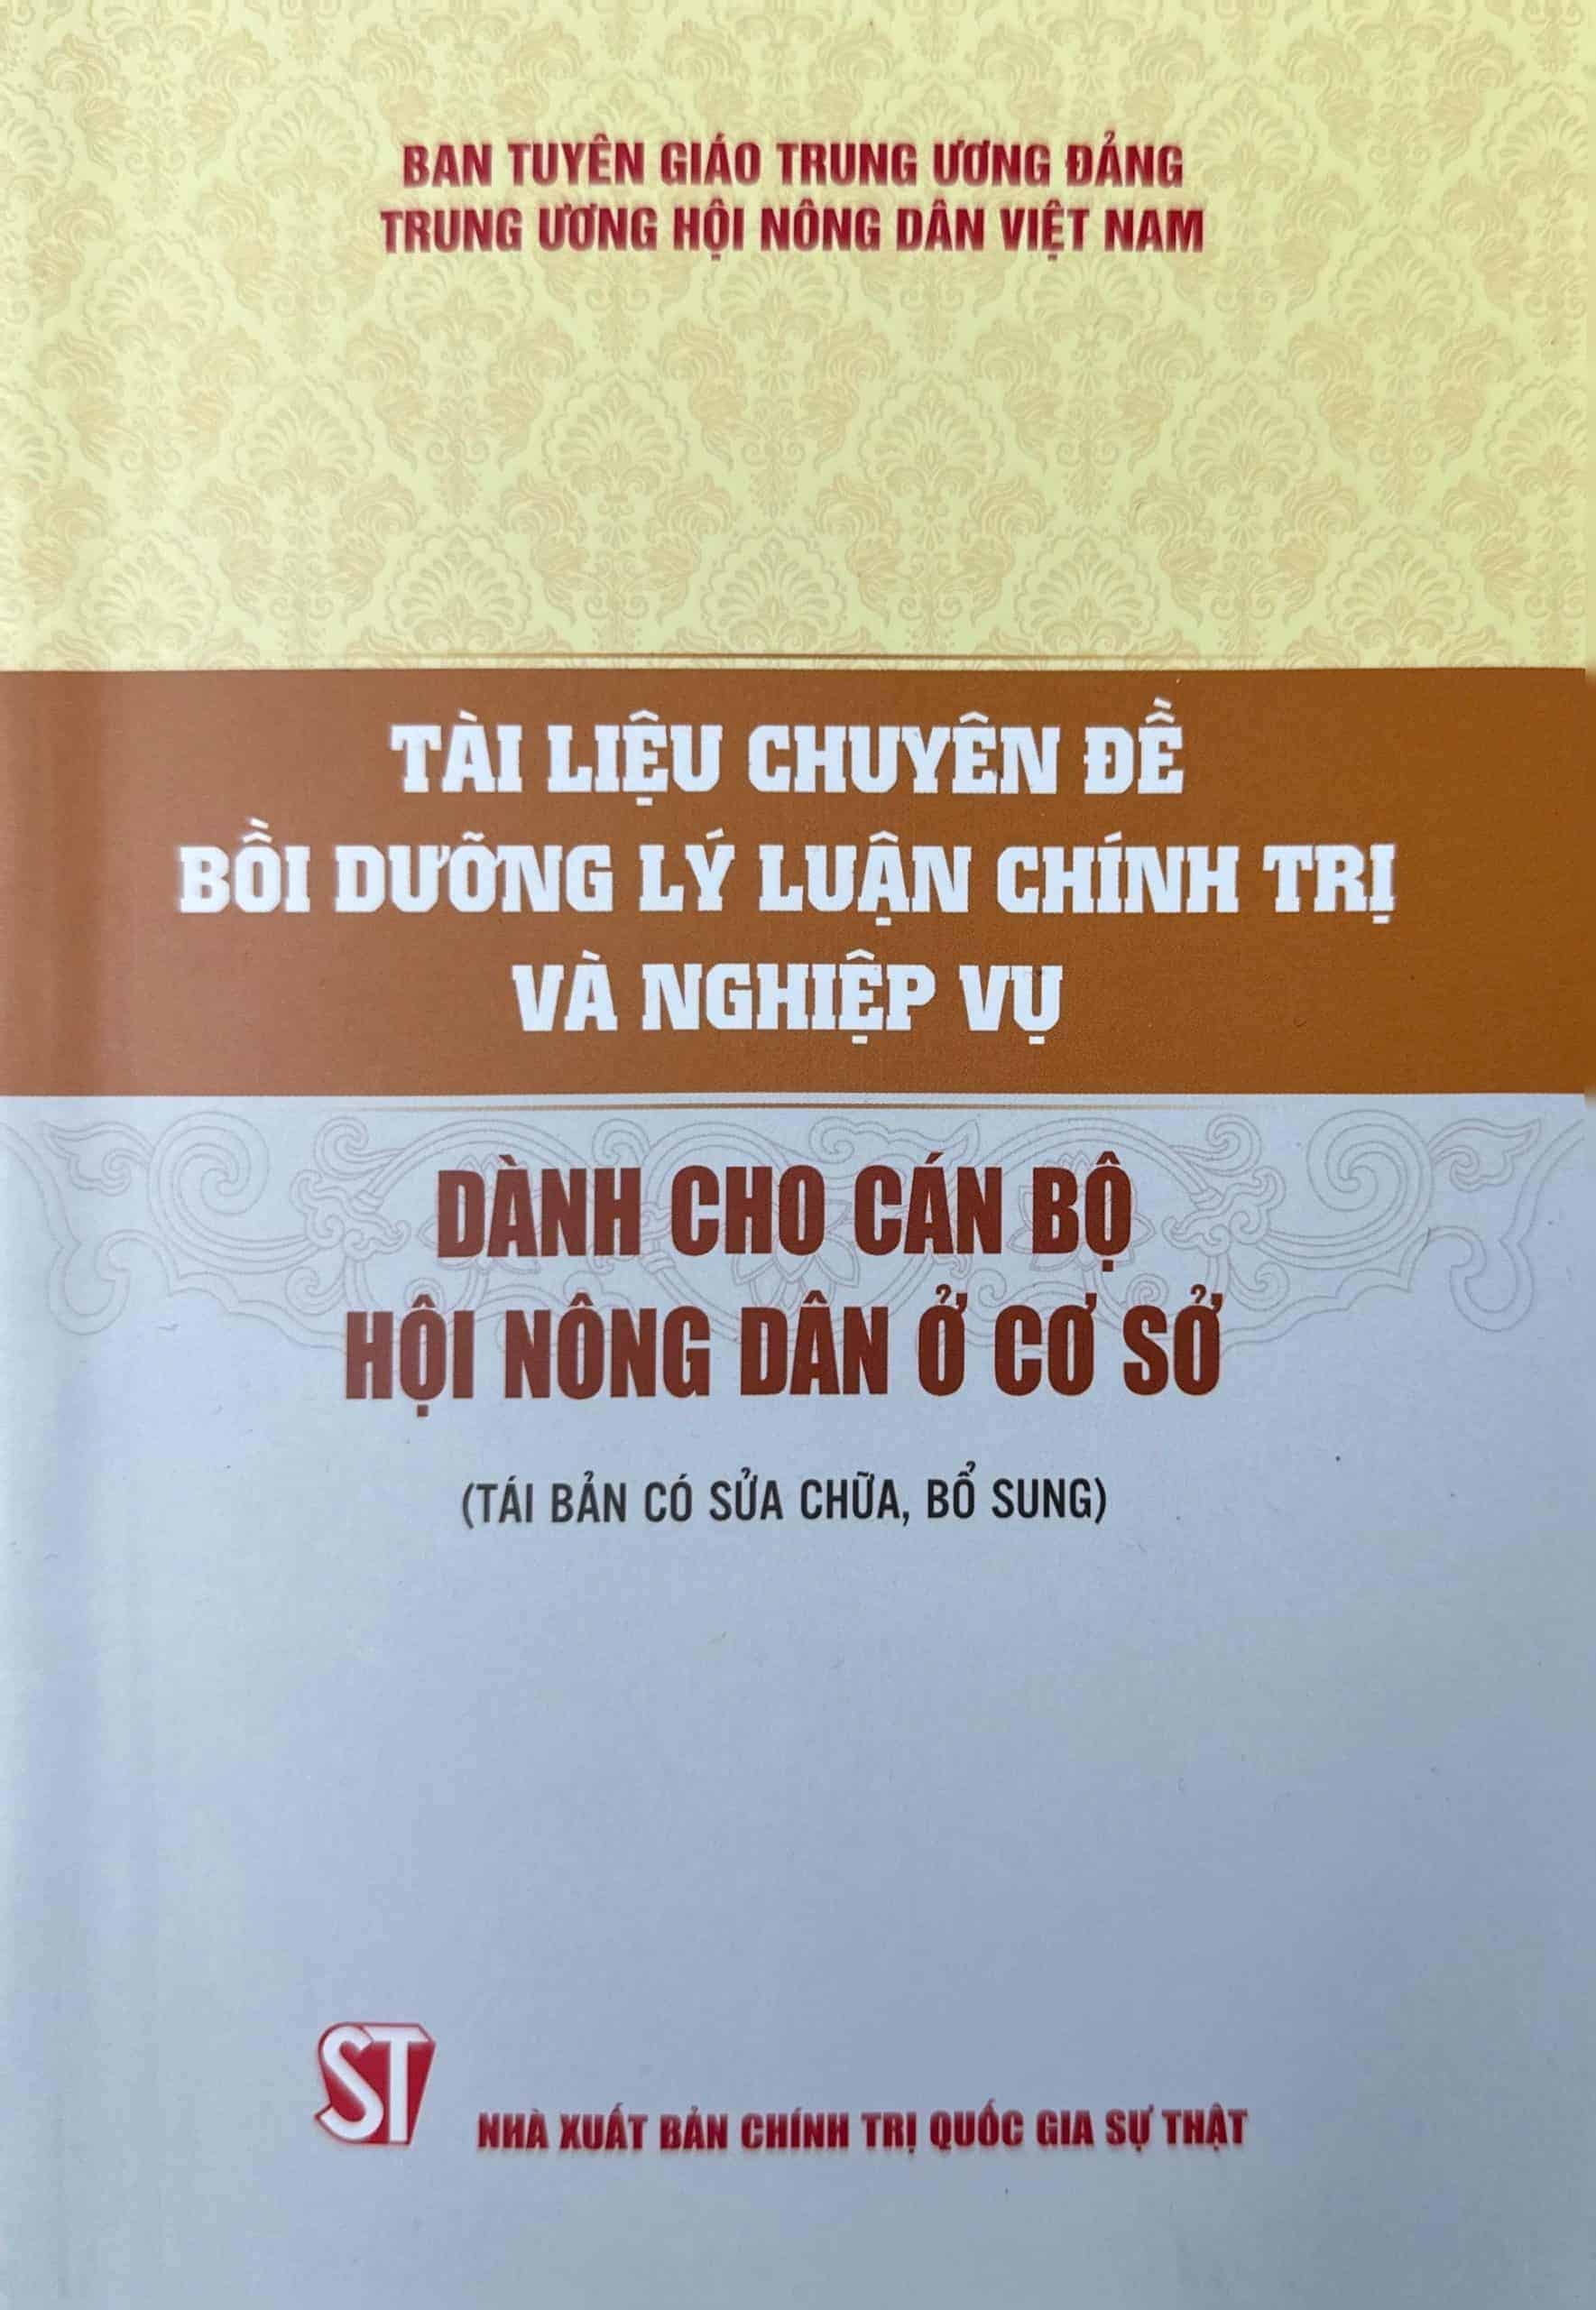 BAN TUYÊN GIÁO TRUNG ƯƠNG ĐẢNG
TRUNG ƯƠNG HỘI NÔNG DÂN VIỆT NAM
TÀI LIỆU CHUYÊN ĐỀ
BỒI DƯỠNG LÝ LUẬN CHÍNH TRỊ
VÀ NGHIỆP VỤ
DÀNH CHO CÁN BỘ
HỘI NÔNG DÂN Ở CƠ SỞ
(TÁI BẢN CÓ SỬA CHỮA, BỔ SUNG)
ST
NHÀ XUẤT BẢN CHÍNH TRỊ QUỐC GIA SỰ THẬT